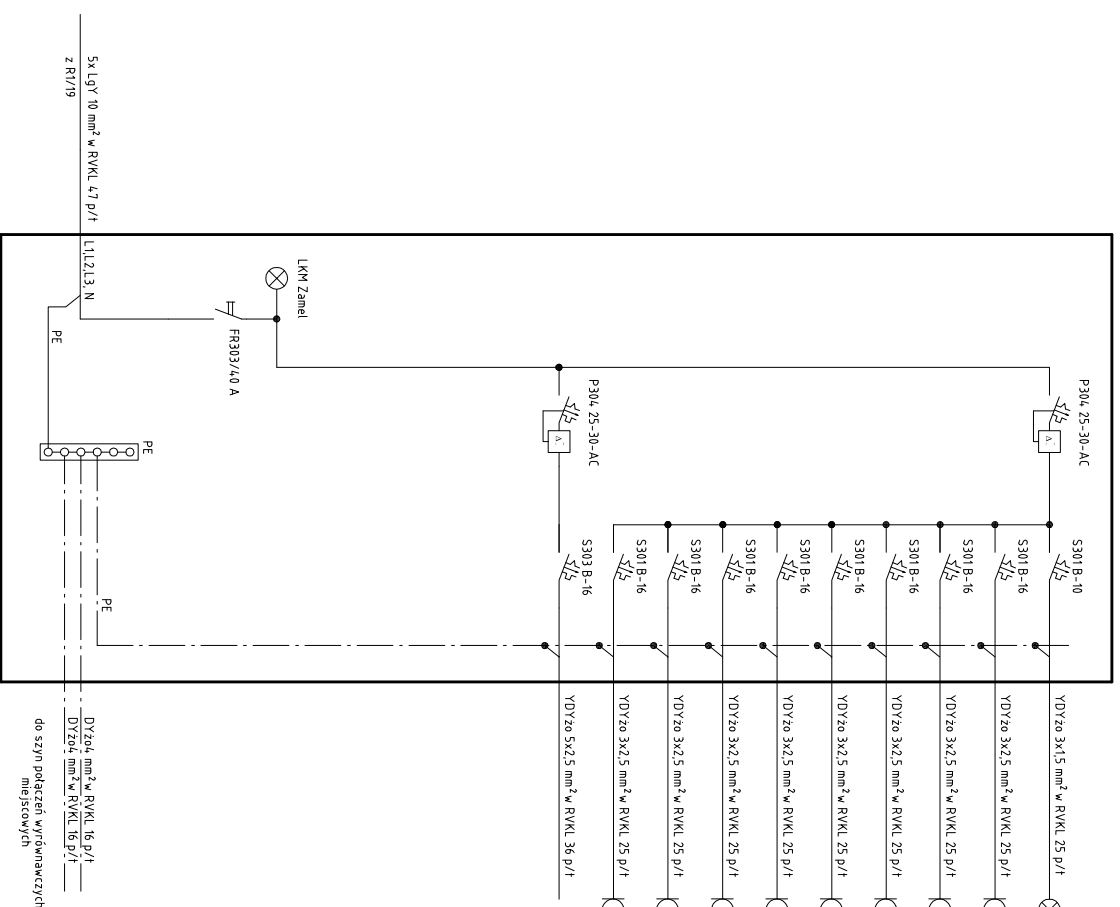 5x LgY 10 mm² w RVKL 47 p/t
z R1/19
L1,L2,L3, N
PE
LKM Zamel
FR303/40 A
PE
PE
P304 25-30-AC
P304 25-30-AC
S303 B-16
S301 B-16
S301 B-16
S301 B-16
S301 B-16
S301 B-16
S301 B-16
S301 B-16
S301 B-16
S301 B-10
YDYżo 5x2,5 mm² w RVKL 36 p/t
YDYżo 3x2,5 mm² w RVKL 25 p/t
YDYżo 3x2,5 mm² w RVKL 25 p/t
YDYżo 3x2,5 mm² w RVKL 25 p/t
YDYżo 3x2,5 mm² w RVKL 25 p/t
YDYżo 3x2,5 mm² w RVKL 25 p/t
YDYżo 3x2,5 mm² w RVKL 25 p/t
YDYżo 3x2,5 mm² w RVKL 25 p/t
YDYżo 3x2,5 mm² w RVKL 25 p/t
YDYżo 3x1,5 mm² w RVKL 25 p/t
DYżo4 mm² w RVKL 16 p/t
DYżo4 mm² w RVKL 16 p/t
do szyn połączeń wyrównawczych
miejscowych